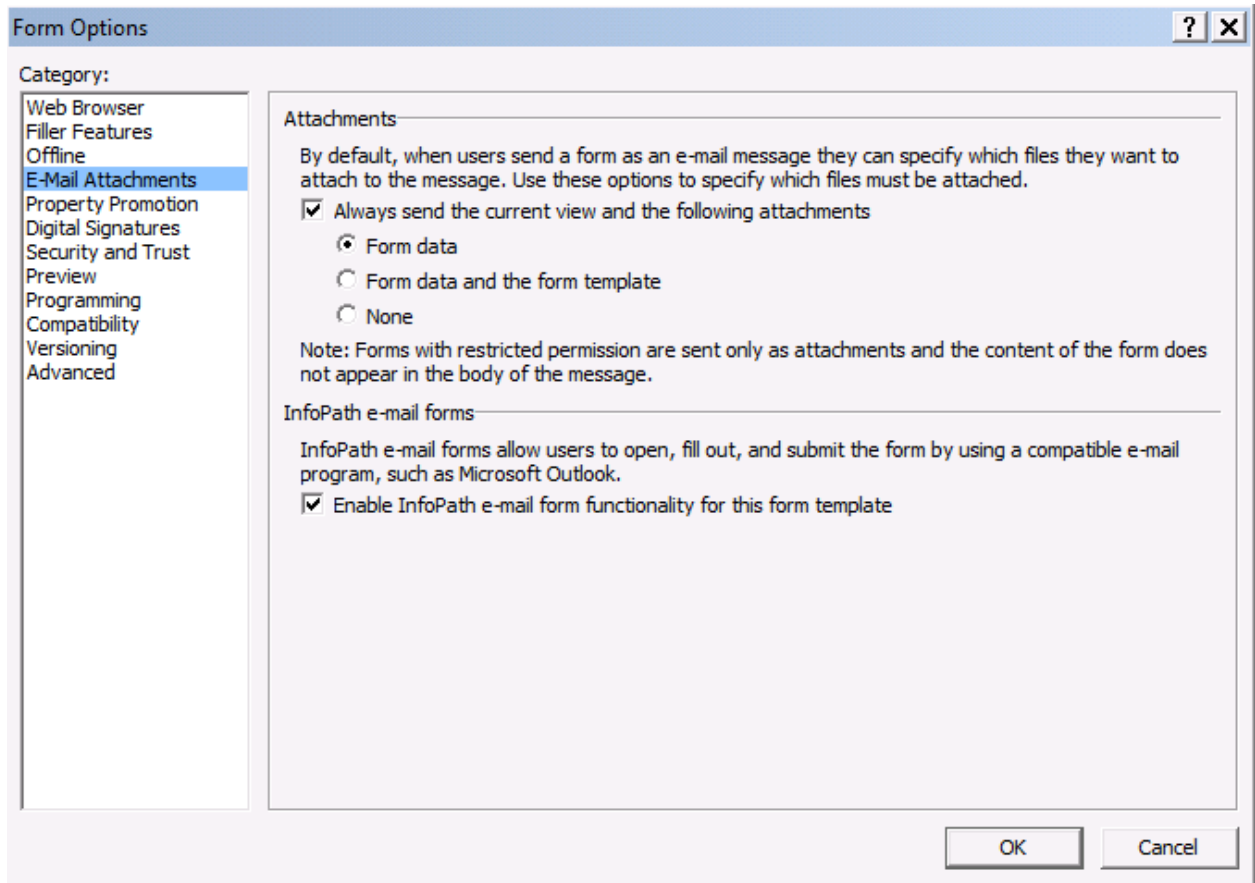 Form Options
Category:
Web Browser
Filler Features
Offline
E-Mail Attachments
Property Promotion
Digital Signatures
Security and Trust
Preview
Programming
Compatibility
Versioning
Advanced
Attachments
By default, when users send a form as an e-mail message they can specify which files they want to
attach to the message. Use these options to specify which files must be attached.
Always send the current view and the following attachments
Form data
Form data and the form template
None
Note: Forms with restricted permission are sent only as attachments and the content of the form does
not appear in the body of the message.
InfoPath e-mail forms
InfoPath e-mail forms allow users to open, fill out, and submit the form by using a compatible e-mail
program, such as Microsoft Outlook.
Enable InfoPath e-mail form functionality for this form template
OK
Cancel